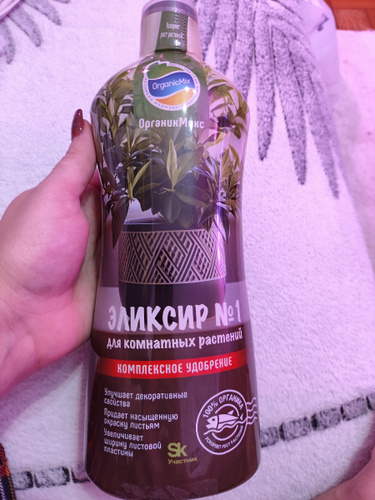 OrganicMix
ОрганикМикс
ЭЛИКСИР №1
для комнатных растений
КОМПЛЕКСНОЕ УДОБРЕНИЕ
Улучшает декоративные
свойства
Придает насыщенную
окраску листьям
Увеличивает
ширину листовой
пластины
100% ОРГАНИКА
Sk
Участник